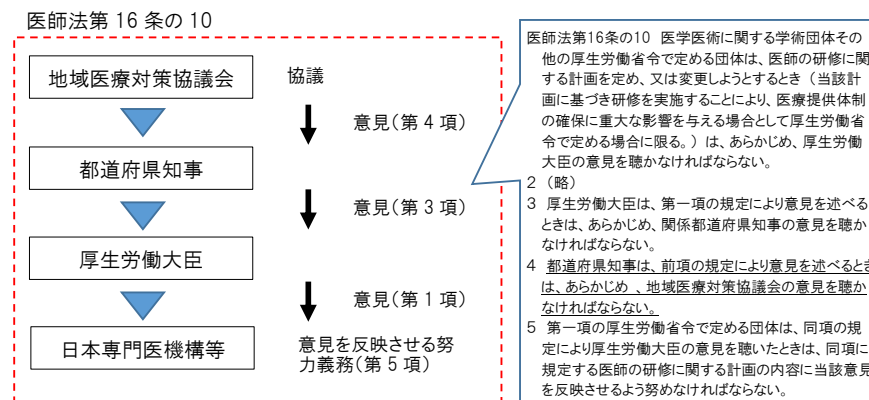 医師法第 16 条の 10
地域医療対策協議会
協議
意見(第 4 項)
都道府県知事
意見(第 3 項)
厚生労働大臣
意見(第 1 項)
日本専門医機構等
意見を反映させる努
力義務(第 5 項)
医師法第16条の10 医学医術に関する学術団体その
他の厚生労働省令で定める団体は、医師の研修に関
する計画を定め、又は変更しようとするとき（当該計
画に基づき研修を実施することにより、医療提供体制
の確保に重大な影響を与える場合として厚生労働省
令で定める場合に限る。）は、あらかじめ、厚生労働
大臣の意見を聴かなければならない。
2 （略）
3 厚生労働大臣は、第一項の規定により意見を述べる
ときは、あらかじめ、関係都道府県知事の意見を聴か
なければならない。
4 都道府県知事は、前項の規定により意見を述べるとき
は、あらかじめ 、地域医療対策協議会の意見を聴か
なければならない。
5 第一項の厚生労働省令で定める団体は、同項の規
定により厚生労働大臣の意見を聴いたときは、同項に
規定する医師の研修に関する計画の内容に当該意見
を反映させるよう努めなければならない。